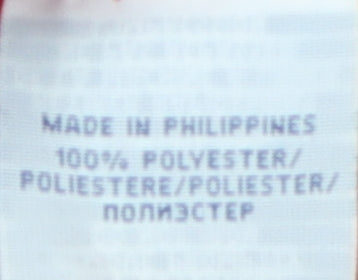 MADE IN PHILIPPINES
100% POLYESTER/
POLIESTERE/POLIESTER/
ПОЛИЭСТЕР